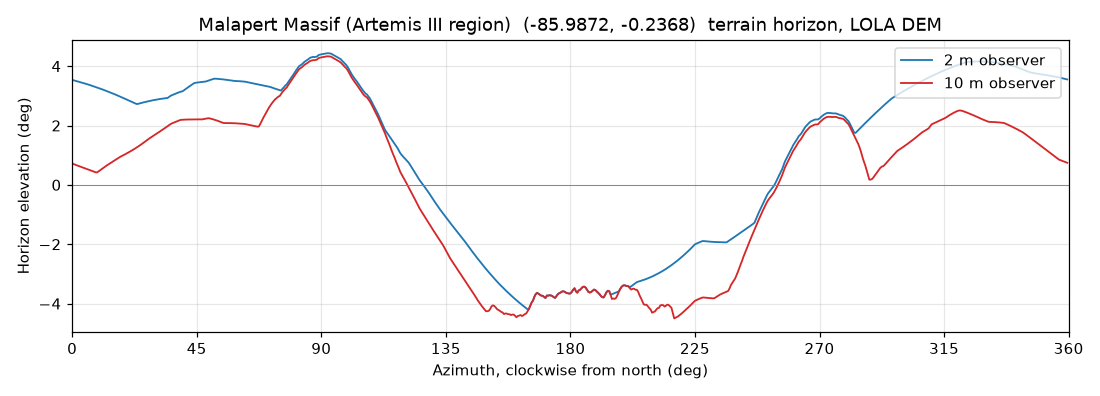 Malapert Massif (Artemis III region)  (-85.9872, -0.2368)  terrain horizon, LOLA DEM
2 m observer
10 m observer
Horizon elevation (deg)
4
2
0
−2
−4
0 45 90 135 180 225 270 315 360
Azimuth, clockwise from north (deg)